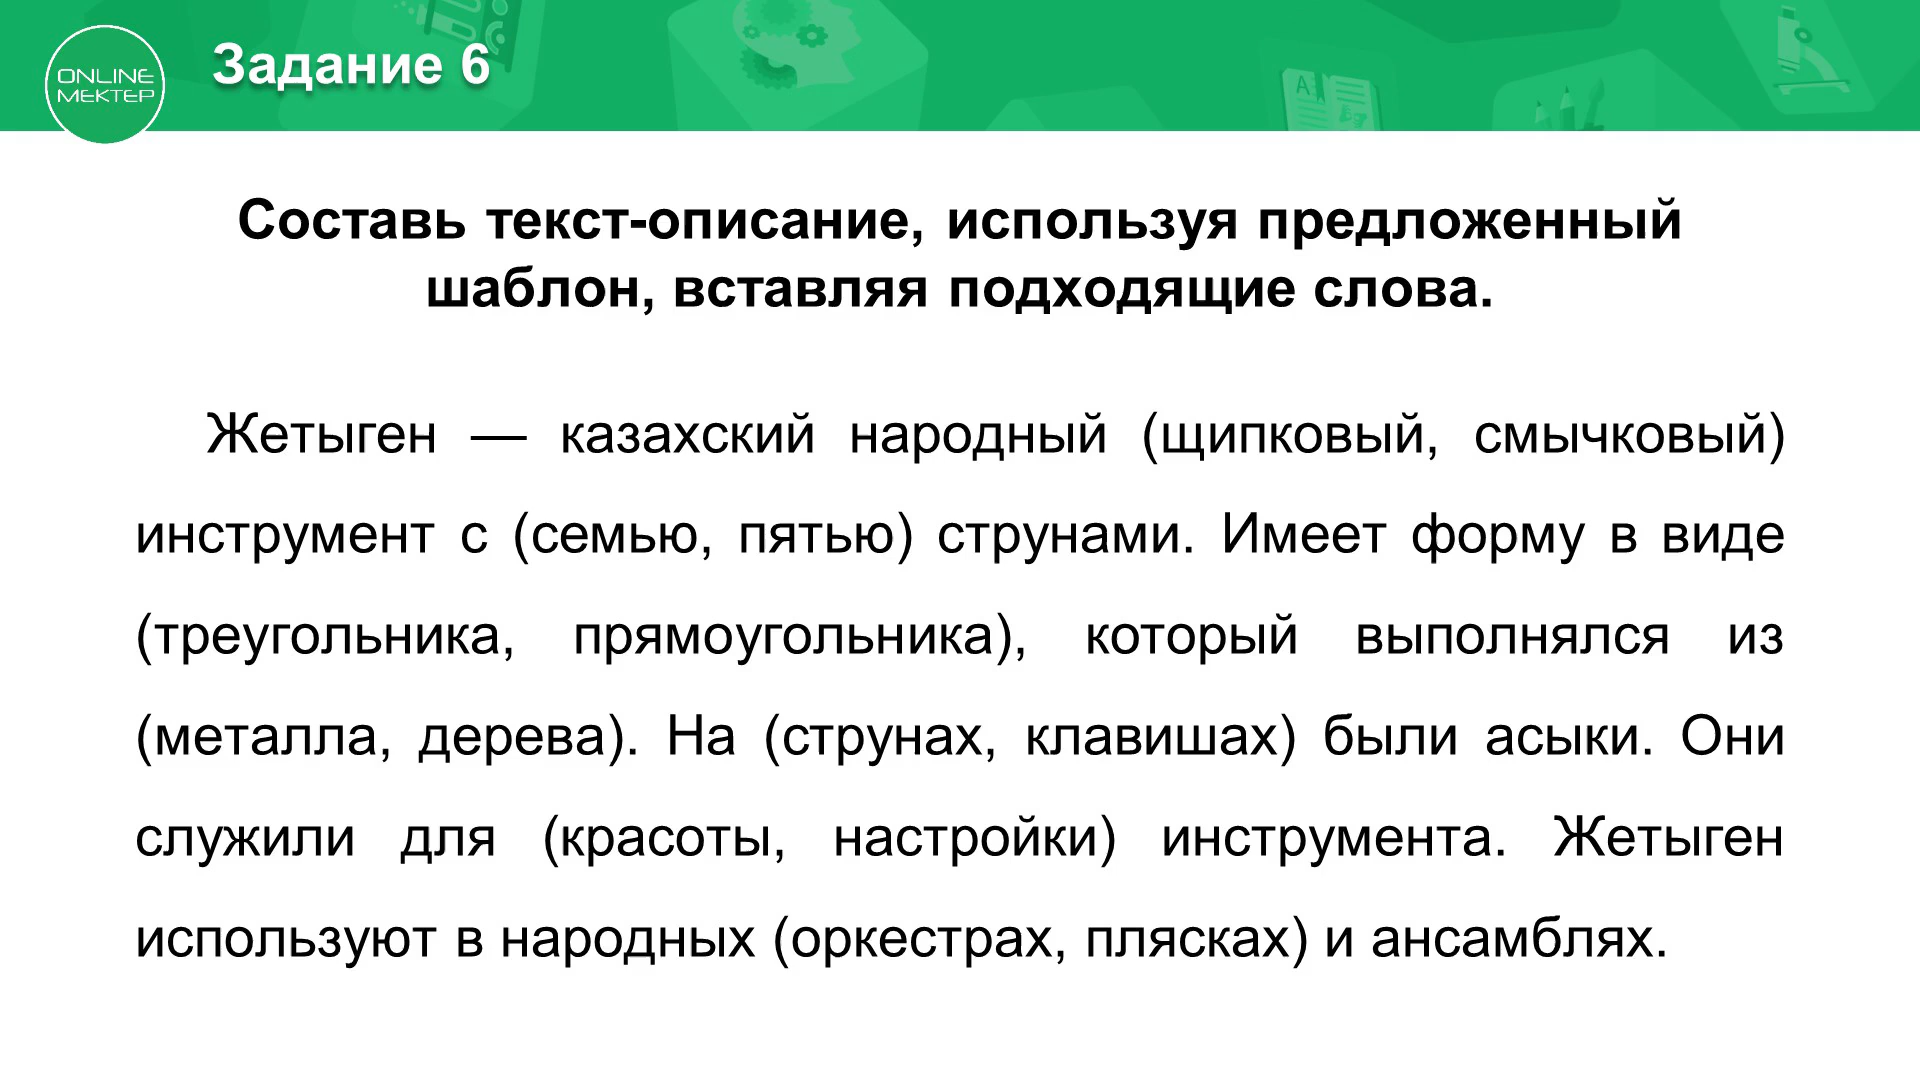 ONLINE
MEKTEP
Задание 6
Составь текст-описание, используя предложенный
шаблон, вставляя подходящие слова.
Жетыген — казахский народный (щипковый, смычковый)
инструмент с (семью, пятью) струнами. Имеет форму в виде
(треугольника, прямоугольника), который выполнялся из
(металла, дерева). На (струнах, клавишах) были асыки. Они
служили для (красоты, настройки) инструмента. Жетыген
используют в народных (оркестрах, плясках) и ансамблях.